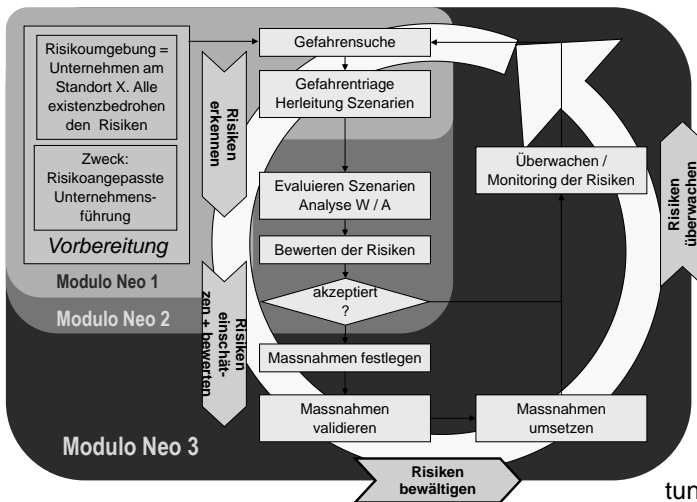 Risikoumgebung =
Unternehmen am
Standort X. Alle
existenzbedrohen
den Risiken
Zweck:
Risikoangepasste
Unternehmens-
führung
Vorbereitung
Modulo Neo 1
Modulo Neo 2
Modulo Neo 3
Risiken
erkennen
Risiken
einschät-
zen + bewerten
Gefahrensuche
Gefahrentriage
Herleitung Szenarien
Evaluieren Szenarien
Analyse W / A
Bewerten der Risiken
akzeptiert
?
Massnahmen festlegen
Massnahmen
validieren
Massnahmen
umsetzen
Überwachen /
Monitoring der Risiken
Risiken
überwachen
Risiken
bewältigen
tun